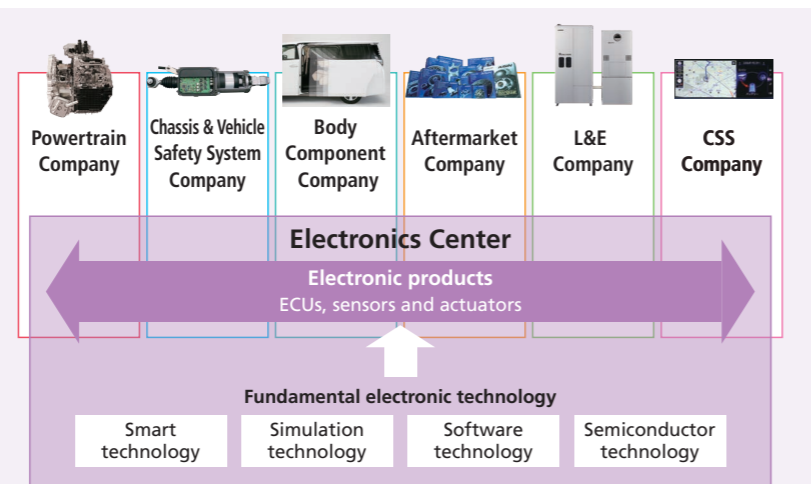 Powertrain
Company
Chassis & Vehicle
Safety System
Company
Body
Component
Company
Aftermarket
Company
L&E
Company
CSS
Company
Electronics Center
Electronic products
ECUs, sensors and actuators
Fundamental electronic technology
Smart
technology
Simulation
technology
Software
technology
Semiconductor
technology